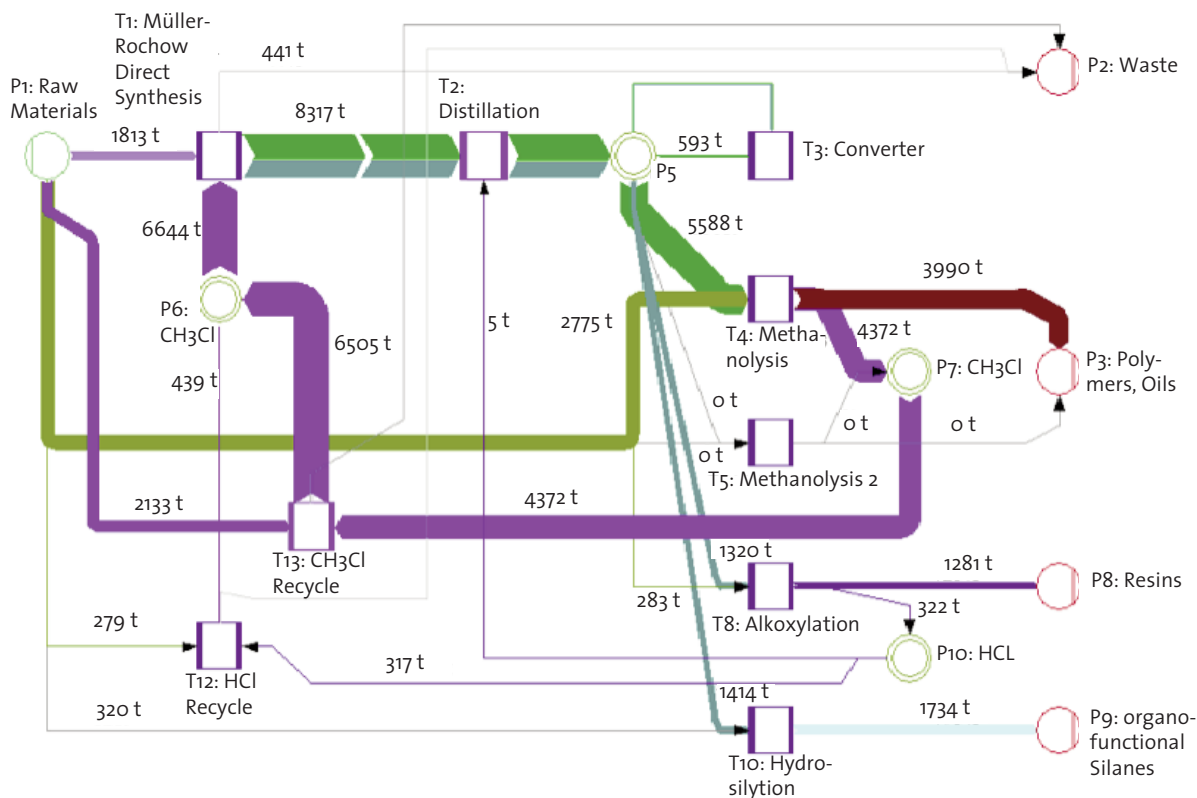 T1: Müller-
Rochow
Direct
Synthesis
441 t
P2: Waste
P1: Raw
Materials
T2:
Distillation
8317 t
1813 t
593 t
T3: Converter
P5
6644 t
5588 t
3990 t
P6:
CH3Cl
6505 t
5 t
2775 t
T4: Metha-
nolysis
4372 t
P7: CH3Cl
P3: Poly-
mers, Oils
439 t
0 t
0 t
0 t
0 t
T5: Methanolysis 2
2133 t
4372 t
T13: CH3Cl
Recycle
1320 t
1281 t
P8: Resins
283 t
322 t
279 t
T8: Alkoxylation
P10: HCL
317 t
T12: HCl
Recycle
320 t
1414 t
1734 t
P9: organo-
functional
Silanes
T10: Hydro-
silytion